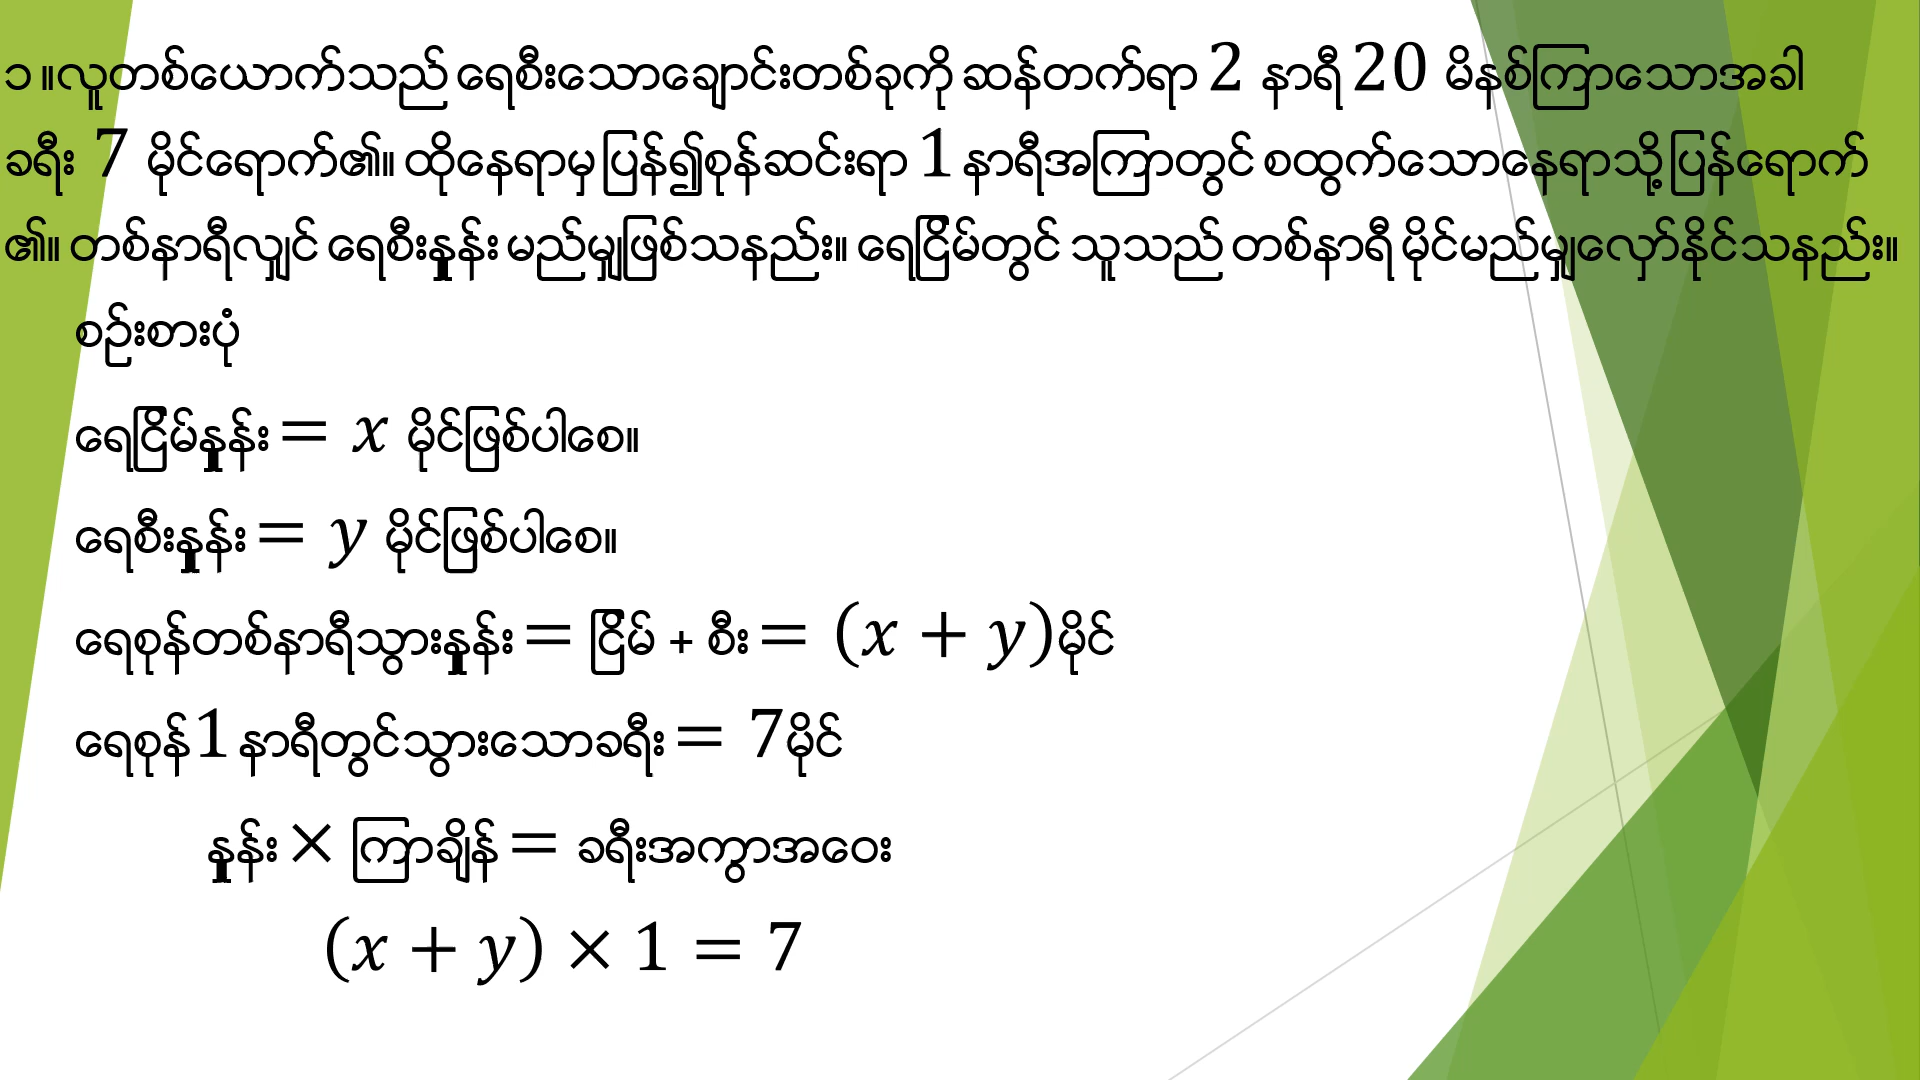 ၁ ။လူတစ်ယောက်သည် ရေစီးသောချောင်းတစ်ခုကို ဆန်တက်ရာ 2 နာရီ 20 မိနစ်ကြာသောအခါ
ခရီး 7 မိုင်ရောက်၏။ ထိုနေရာမှ ပြန်၍စုန်ဆင်းရာ 1 နာရီအကြာတွင် စထွက်သောနေရာသို့ ပြန်ရောက်
၏။ တစ်နာရီလျှင် ရေစီးနှုန်း မည်မျှဖြစ်သနည်း။ ရေငြိမ်တွင် သူသည် တစ်နာရီ မိုင်မည်မျှလှော်နိုင်သနည်း။
စဉ်းစားပုံ
ရေငြိမ်နှုန်း = x မိုင်ဖြစ်ပါစေ။
ရေစီးနှုန်း = y မိုင်ဖြစ်ပါစေ။
ရေစုန်တစ်နာရီသွားနှုန်း = ငြိမ် + စီး = (x + y)မိုင်
ရေစုန် 1 နာရီတွင်သွားသောခရီး = 7မိုင်
နှုန်း × ကြာချိန် = ခရီးအကွာအဝေး
(x + y) × 1 = 7